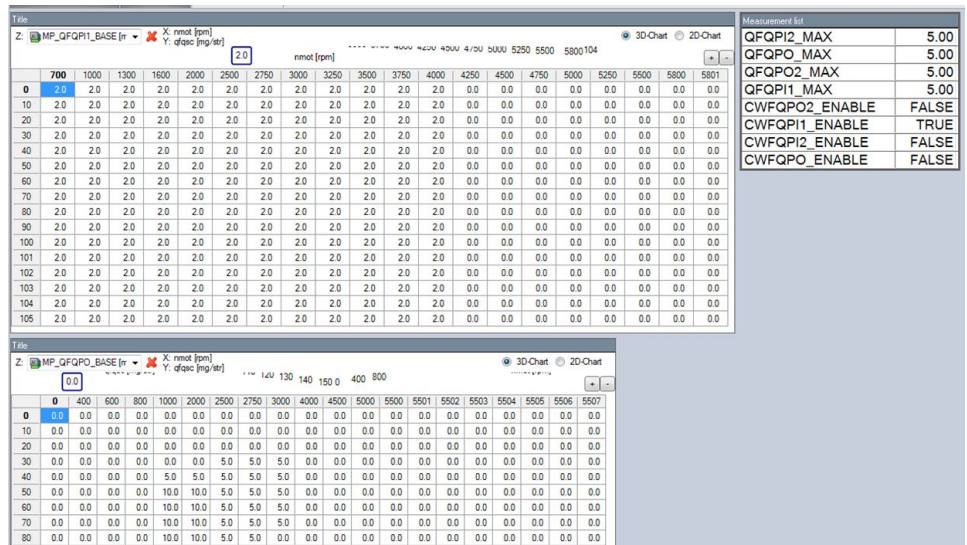 Title
Z: MP_QFQPI1_BASE [m X: nmot [rpm]
Y: qfqsc [mg/str]
3D-Chart 2D-Chart
4250 4500 4750 5000 5250 5500 5800 104
2.0 nmot [rpm] + -
700 1000 1300 1600 2000 2500 2750 3000 3250 3500 3750 4000 4250 4500 4750 5000 5250 5500 5800 5801
0 2.0 2.0 2.0 2.0 2.0 2.0 2.0 2.0 2.0 2.0 2.0 2.0 0.0 0.0 0.0 0.0 0.0 0.0 0.0 0.0
10 2.0 2.0 2.0 2.0 2.0 2.0 2.0 2.0 2.0 2.0 2.0 2.0 0.0 0.0 0.0 0.0 0.0 0.0 0.0 0.0
20 2.0 2.0 2.0 2.0 2.0 2.0 2.0 2.0 2.0 2.0 2.0 2.0 0.0 0.0 0.0 0.0 0.0 0.0 0.0 0.0
30 2.0 2.0 2.0 2.0 2.0 2.0 2.0 2.0 2.0 2.0 2.0 2.0 0.0 0.0 0.0 0.0 0.0 0.0 0.0 0.0
40 2.0 2.0 2.0 2.0 2.0 2.0 2.0 2.0 2.0 2.0 2.0 2.0 0.0 0.0 0.0 0.0 0.0 0.0 0.0 0.0
50 2.0 2.0 2.0 2.0 2.0 2.0 2.0 2.0 2.0 2.0 2.0 2.0 0.0 0.0 0.0 0.0 0.0 0.0 0.0 0.0
60 2.0 2.0 2.0 2.0 2.0 2.0 2.0 2.0 2.0 2.0 2.0 2.0 0.0 0.0 0.0 0.0 0.0 0.0 0.0 0.0
70 2.0 2.0 2.0 2.0 2.0 2.0 2.0 2.0 2.0 2.0 2.0 2.0 0.0 0.0 0.0 0.0 0.0 0.0 0.0 0.0
80 2.0 2.0 2.0 2.0 2.0 2.0 2.0 2.0 2.0 2.0 2.0 2.0 0.0 0.0 0.0 0.0 0.0 0.0 0.0 0.0
90 2.0 2.0 2.0 2.0 2.0 2.0 2.0 2.0 2.0 2.0 2.0 2.0 0.0 0.0 0.0 0.0 0.0 0.0 0.0 0.0
100 2.0 2.0 2.0 2.0 2.0 2.0 2.0 2.0 2.0 2.0 2.0 2.0 0.0 0.0 0.0 0.0 0.0 0.0 0.0 0.0
101 2.0 2.0 2.0 2.0 2.0 2.0 2.0 2.0 2.0 2.0 2.0 2.0 0.0 0.0 0.0 0.0 0.0 0.0 0.0 0.0
102 2.0 2.0 2.0 2.0 2.0 2.0 2.0 2.0 2.0 2.0 2.0 2.0 0.0 0.0 0.0 0.0 0.0 0.0 0.0 0.0
103 2.0 2.0 2.0 2.0 2.0 2.0 2.0 2.0 2.0 2.0 2.0 2.0 0.0 0.0 0.0 0.0 0.0 0.0 0.0 0.0
104 2.0 2.0 2.0 2.0 2.0 2.0 2.0 2.0 2.0 2.0 2.0 2.0 0.0 0.0 0.0 0.0 0.0 0.0 0.0 0.0
105 2.0 2.0 2.0 2.0 2.0 2.0 2.0 2.0 2.0 2.0 2.0 2.0 0.0 0.0 0.0 0.0 0.0 0.0 0.0 0.0
Measurement list
QFQPI2_MAX 5.00
QFQPO_MAX 5.00
QFQPO2_MAX 5.00
QFQPI1_MAX 5.00
CWFQPO2_ENABLE FALSE
CWFQPI1_ENABLE TRUE
CWFQPI2_ENABLE FALSE
CWFQPO_ENABLE FALSE
Title
Z: MP_QFQPO_BASE [m X: nmot [rpm]
Y: qfqsc [mg/str]
3D-Chart 2D-Chart
120 130 140 150 0 400 800
0.0 + -
0 400 600 800 1000 2000 2500 2750 3000 4000 4500 5000 5500 5501 5502 5503 5504 5505 5506 5507
0 0.0 0.0 0.0 0.0 0.0 0.0 0.0 0.0 0.0 0.0 0.0 0.0 0.0 0.0 0.0 0.0 0.0 0.0 0.0 0.0
10 0.0 0.0 0.0 0.0 0.0 0.0 0.0 0.0 0.0 0.0 0.0 0.0 0.0 0.0 0.0 0.0 0.0 0.0 0.0 0.0
20 0.0 0.0 0.0 0.0 0.0 0.0 0.0 0.0 0.0 0.0 0.0 0.0 0.0 0.0 0.0 0.0 0.0 0.0 0.0 0.0
30 0.0 0.0 0.0 0.0 0.0 0.0 5.0 5.0 5.0 0.0 0.0 0.0 0.0 0.0 0.0 0.0 0.0 0.0 0.0 0.0
40 0.0 0.0 0.0 0.0 5.0 5.0 5.0 5.0 5.0 0.0 0.0 0.0 0.0 0.0 0.0 0.0 0.0 0.0 0.0 0.0
50 0.0 0.0 0.0 0.0 10.0 10.0 5.0 5.0 5.0 0.0 0.0 0.0 0.0 0.0 0.0 0.0 0.0 0.0 0.0 0.0
60 0.0 0.0 0.0 0.0 10.0 10.0 5.0 5.0 5.0 0.0 0.0 0.0 0.0 0.0 0.0 0.0 0.0 0.0 0.0 0.0
70 0.0 0.0 0.0 0.0 10.0 10.0 5.0 5.0 5.0 0.0 0.0 0.0 0.0 0.0 0.0 0.0 0.0 0.0 0.0 0.0
80 0.0 0.0 0.0 0.0 10.0 10.0 5.0 5.0 0.0 0.0 0.0 0.0 0.0 0.0 0.0 0.0 0.0 0.0 0.0 0.0